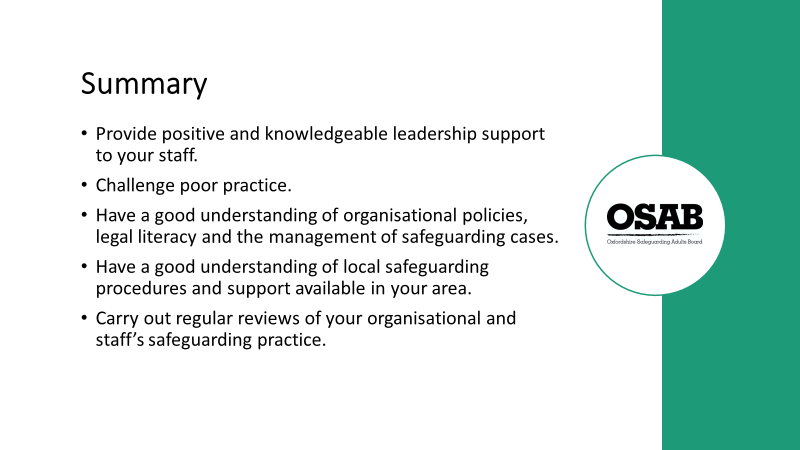 Summary
• Provide positive and knowledgeable leadership support
to your staff.
• Challenge poor practice.
• Have a good understanding of organisational policies,
legal literacy and the management of safeguarding cases.
• Have a good understanding of local safeguarding
procedures and support available in your area.
• Carry out regular reviews of your organisational and
staff’s safeguarding practice.
OSAB
Oxfordshire Safeguarding Adults Board